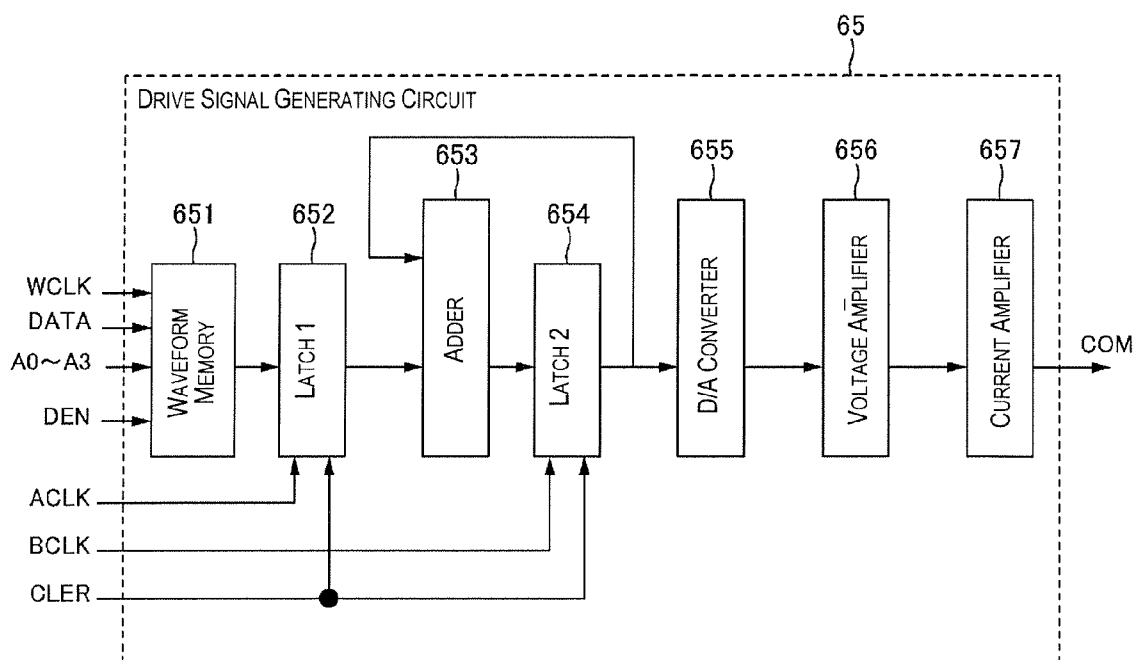 65
DRIVE SIGNAL GENERATING CIRCUIT
653
655
656
657
651
652
654
WCLK
DATA
A0~A3
DEN
WAVEFORM
MEMORY
LATCH 1
ADDER
LATCH 2
D/A CONVERTER
VOLTAGE AMPLIFIER
CURRENT AMPLIFIER
COM
ACLK
BCLK
CLER